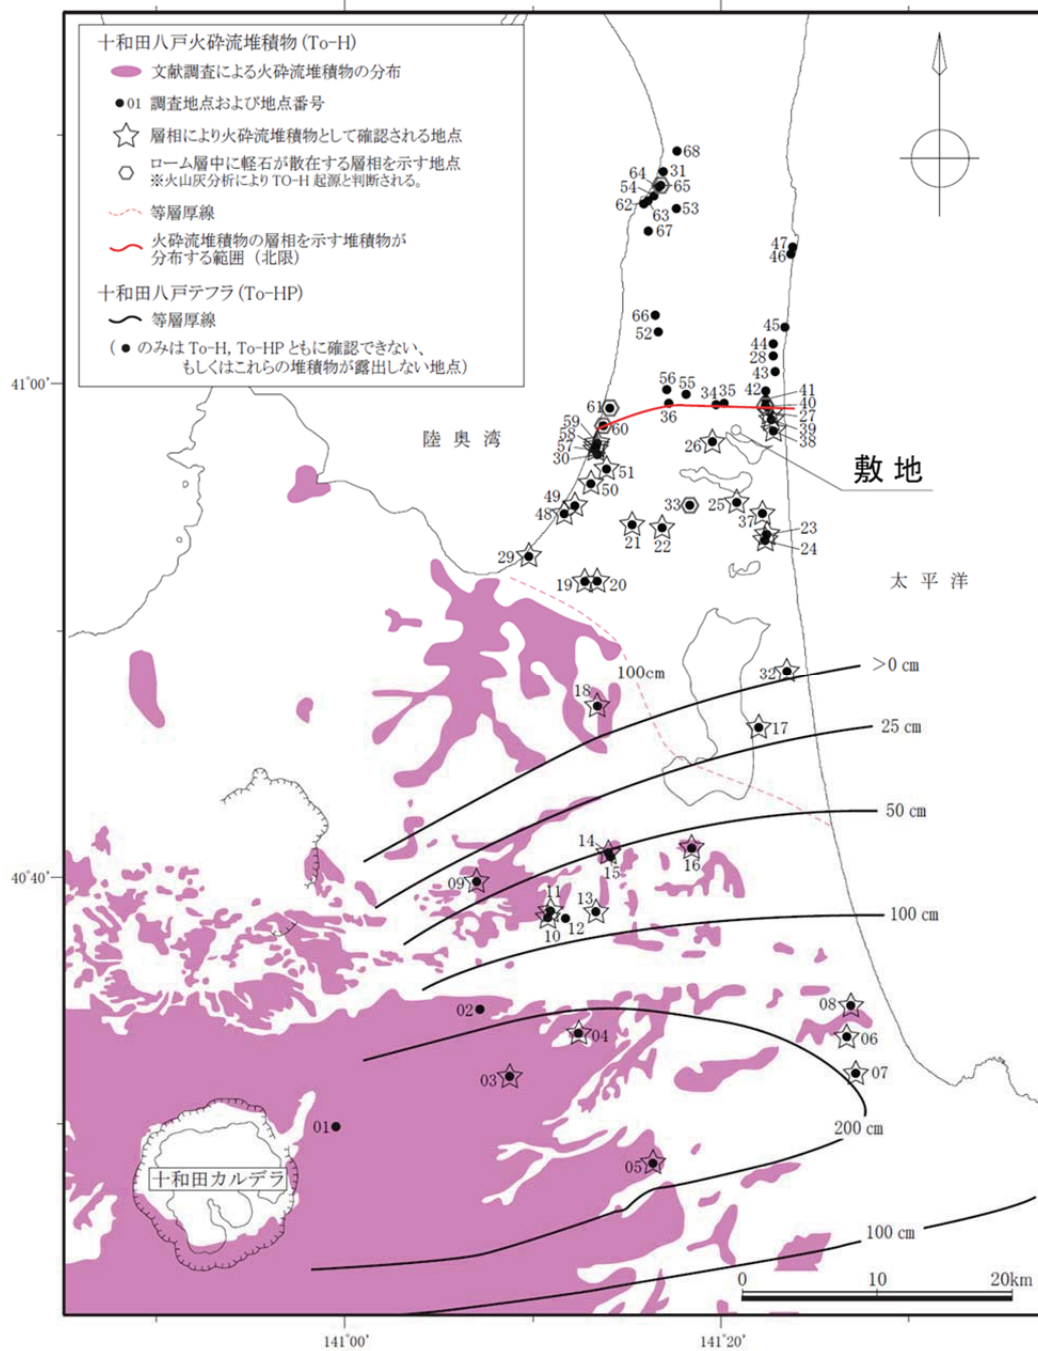 十和田八戸火砕流堆積物 (To-H)
文献調査による火砕流堆積物の分布
01 調査地点および地点番号
層相により火砕流堆積物として確認される地点
ローム層中に軽石が散在する層相を示す地点
※火山灰分析により TO-H 起源と判断される。
等層厚線
火砕流堆積物の層相を示す堆積物が
分布する範囲（北限）
十和田八戸テフラ (To-HP)
等層厚線
（ ● のみは To-H, To-HP ともに確認できない、
もしくはこれらの堆積物が露出しない地点）
68
31
64
65
54
62
63
53
67
47
46
66
45
52
44
28
43
41°00'
56
55
42
41
34
35
40
61
36
27
59
60
39
58
38
57
26
30
陸奥湾
敷地
51
50
49
33
25
48
37
23
21
22
24
29
19
20
太平洋
32
>0 cm
100cm
18
17
25 cm
50 cm
14
15
16
40°40'
09
11
13
10
12
100 cm
02
08
04
06
03
07
01
200 cm
05
十和田カルデラ
100 cm
0
10
20km
141°00'
141°20'